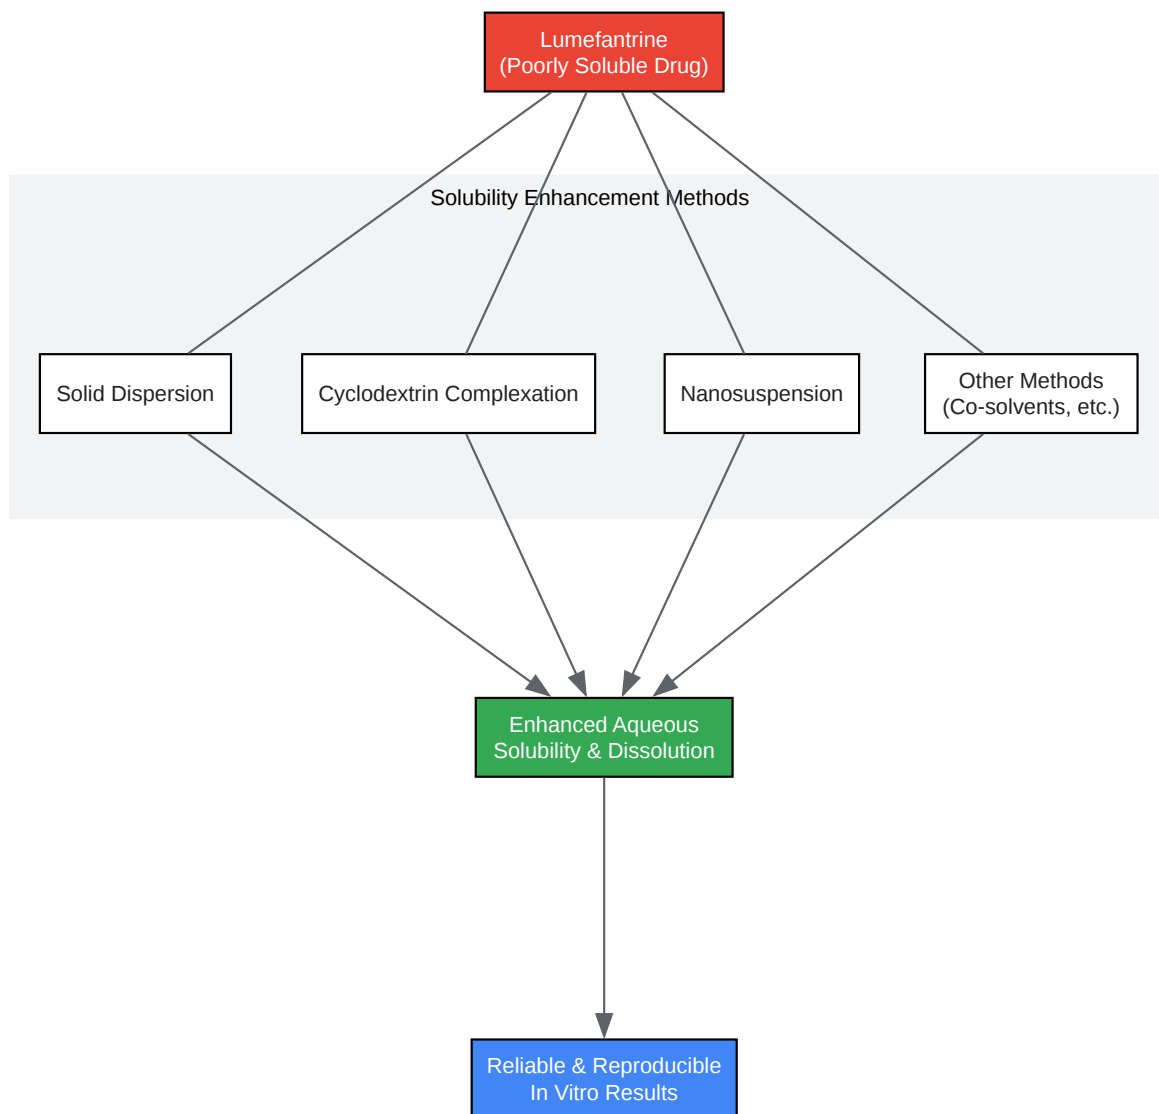 Lumefantrine
(Poorly Soluble Drug)
Solubility Enhancement Methods
Solid Dispersion
Cyclodextrin Complexation
Nanosuspension
Other Methods
(Co-solvents, etc.)
Enhanced Aqueous
Solubility & Dissolution
Reliable & Reproducible
In Vitro Results